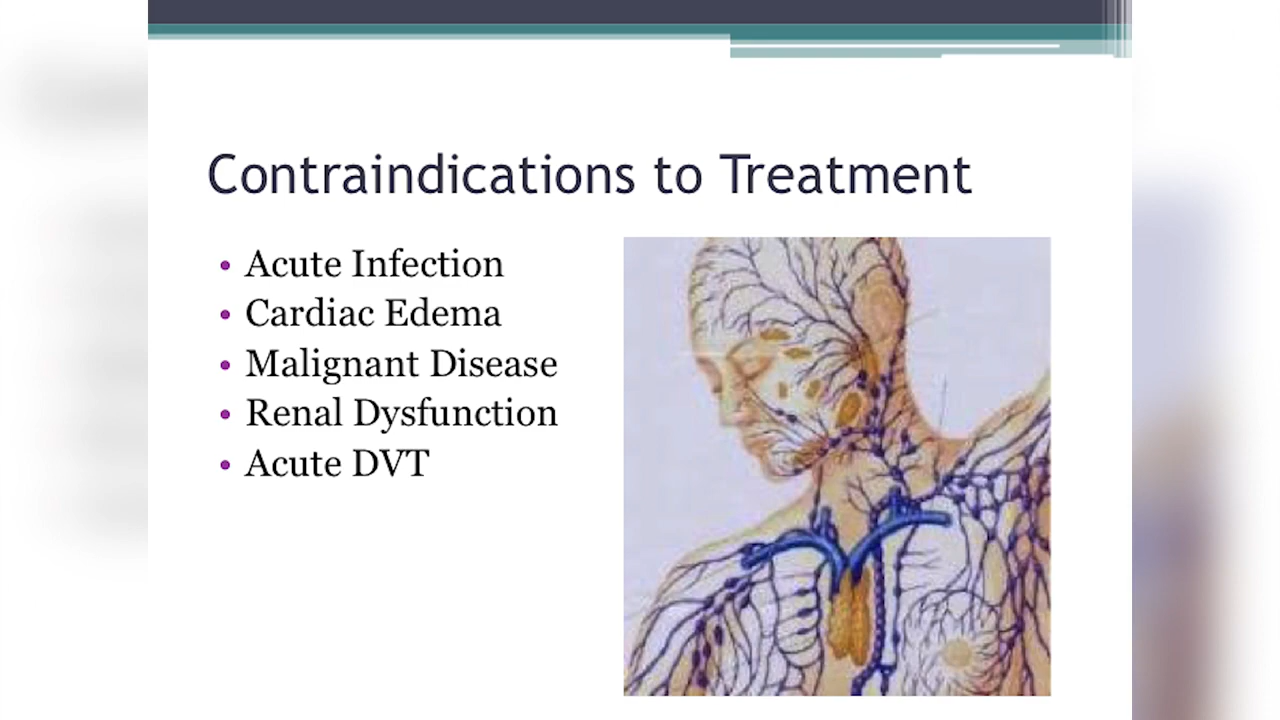 Contraindications to Treatment
• Acute Infection
• Cardiac Edema
• Malignant Disease
• Renal Dysfunction
• Acute DVT